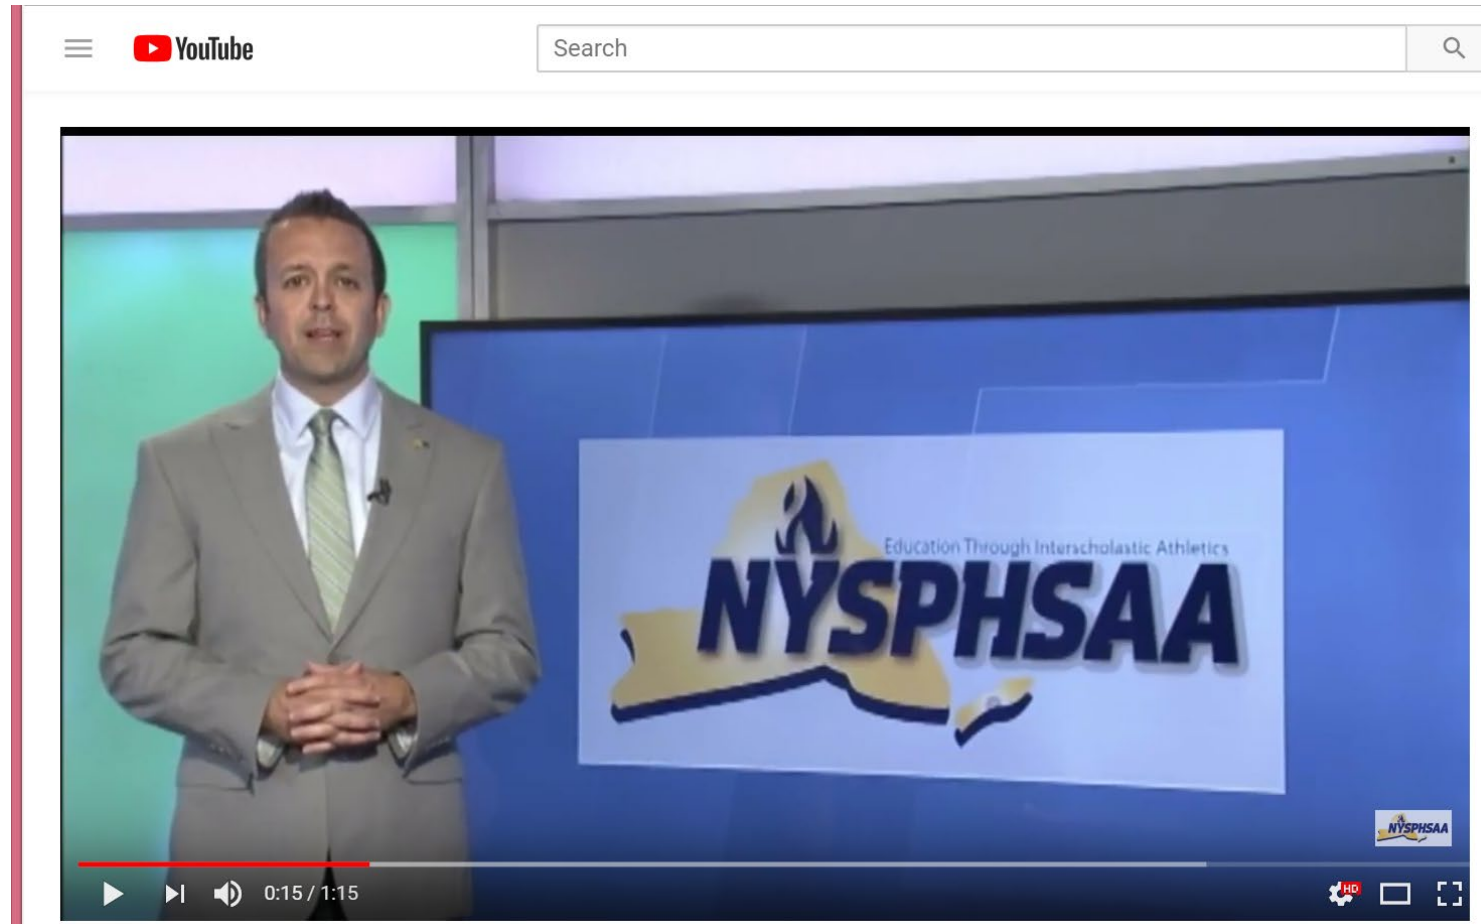 YouTube
Search
Education Through Interscholastic Athletics
NYSPHSAA
NYSPHSAA
0:15 / 1:15
HD